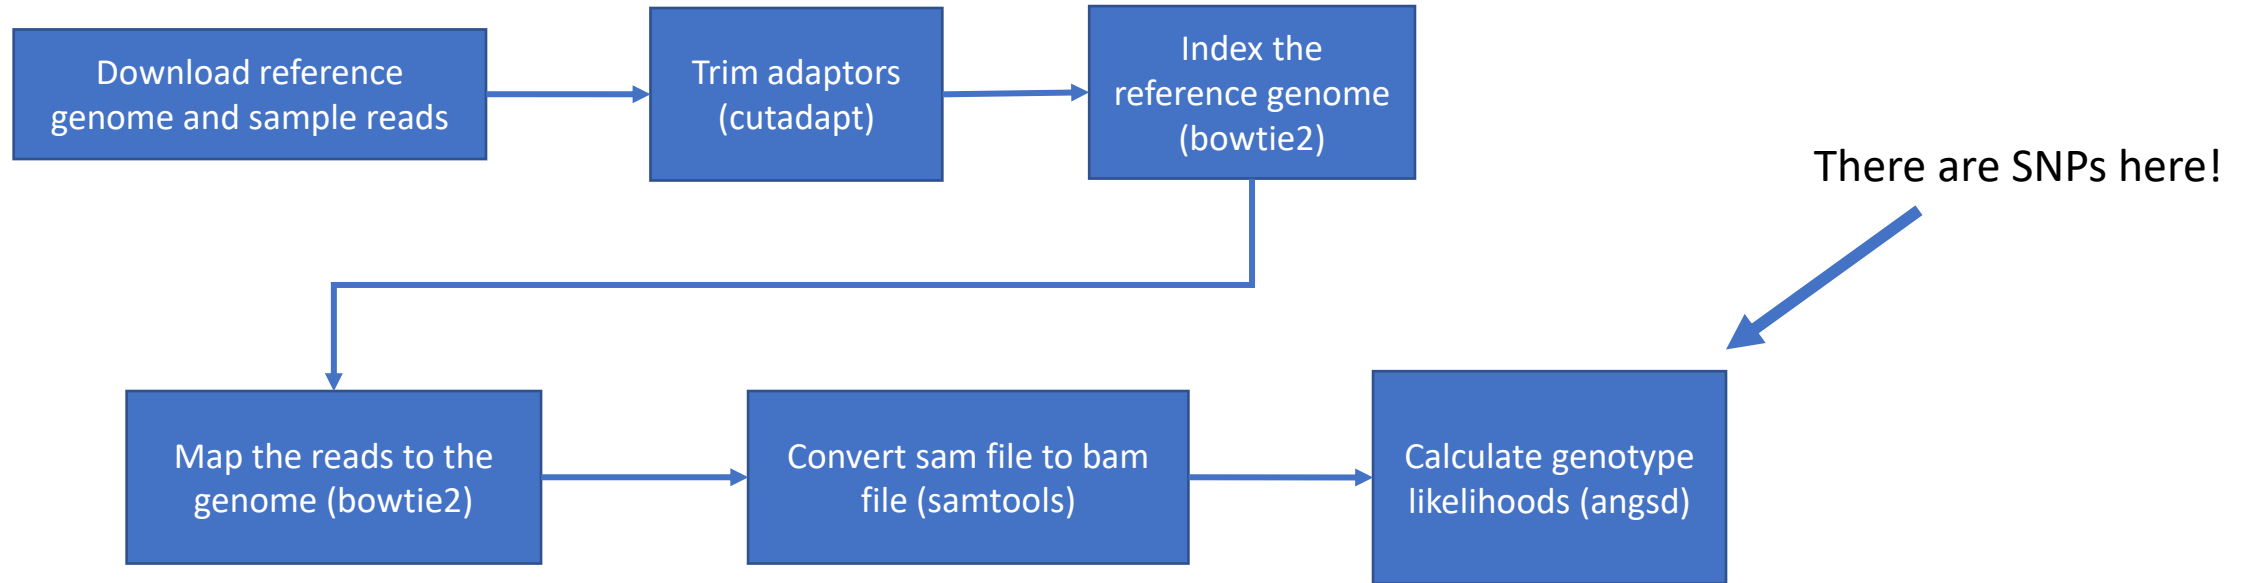 Download reference
genome and sample reads
Trim adaptors
(cutadapt)
Index the
reference genome
(bowtie2)
There are SNPs here!
Map the reads to the
genome (bowtie2)
Convert sam file to bam
file (samtools)
Calculate genotype
likelihoods (angsd)